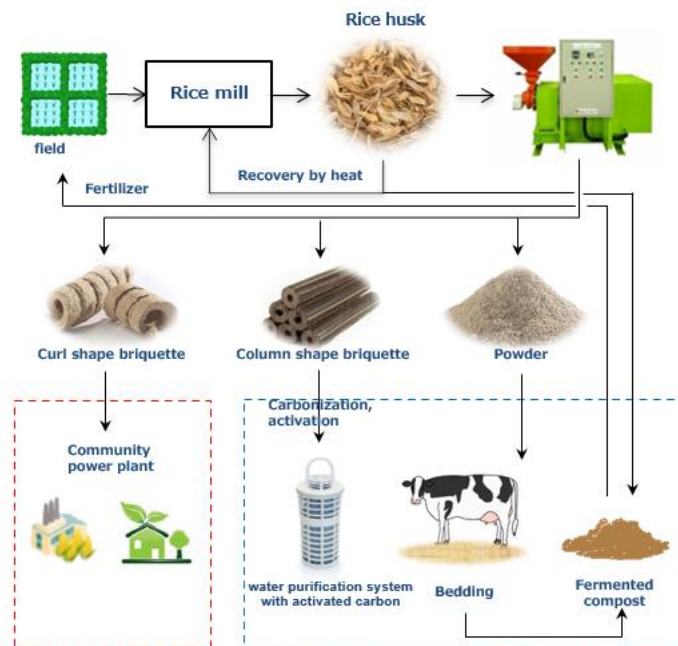 Rice husk
Rice mill
field
Recovery by heat
Fertilizer
Curl shape briquette
Column shape briquette
Powder
Carbonization,
activation
Community
power plant
water purification system
with activated carbon
Bedding
Fermented
compost